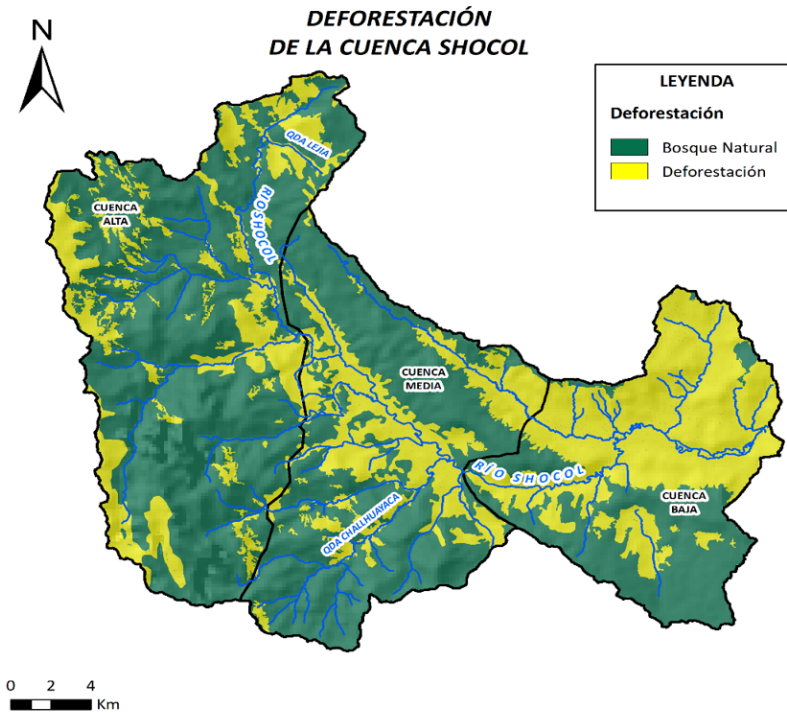 DEFORESTACIÓN
DE LA CUENCA SHOCOL
N
LEYENDA
Deforestación
Bosque Natural
Deforestación
QDA LEJIA
CUENCA
ALTA
RÍO SHOCOL
CUENCA
MEDIA
RÍO SHOCOL
CUENCA
BAJA
QDA CHALLHUAYACA
0 2 4
Km